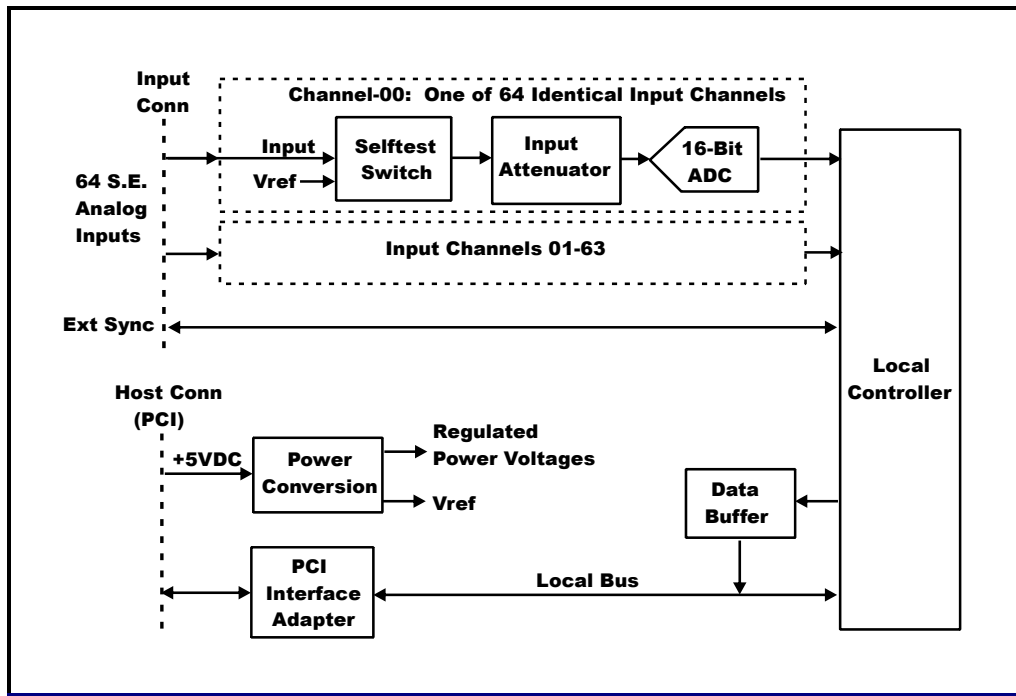 Input
Conn
Channel-00:  One of 64 Identical Input Channels
Input
Vref
Selftest
Switch
Input
Attenuator
16-Bit
ADC
64 S.E.
Analog
Inputs
Input Channels 01-63
Ext Sync
Local
Controller
Host Conn
(PCI)
+5VDC
Power
Conversion
Regulated
Power Voltages
Vref
Data
Buffer
PCI
Interface
Adapter
Local Bus